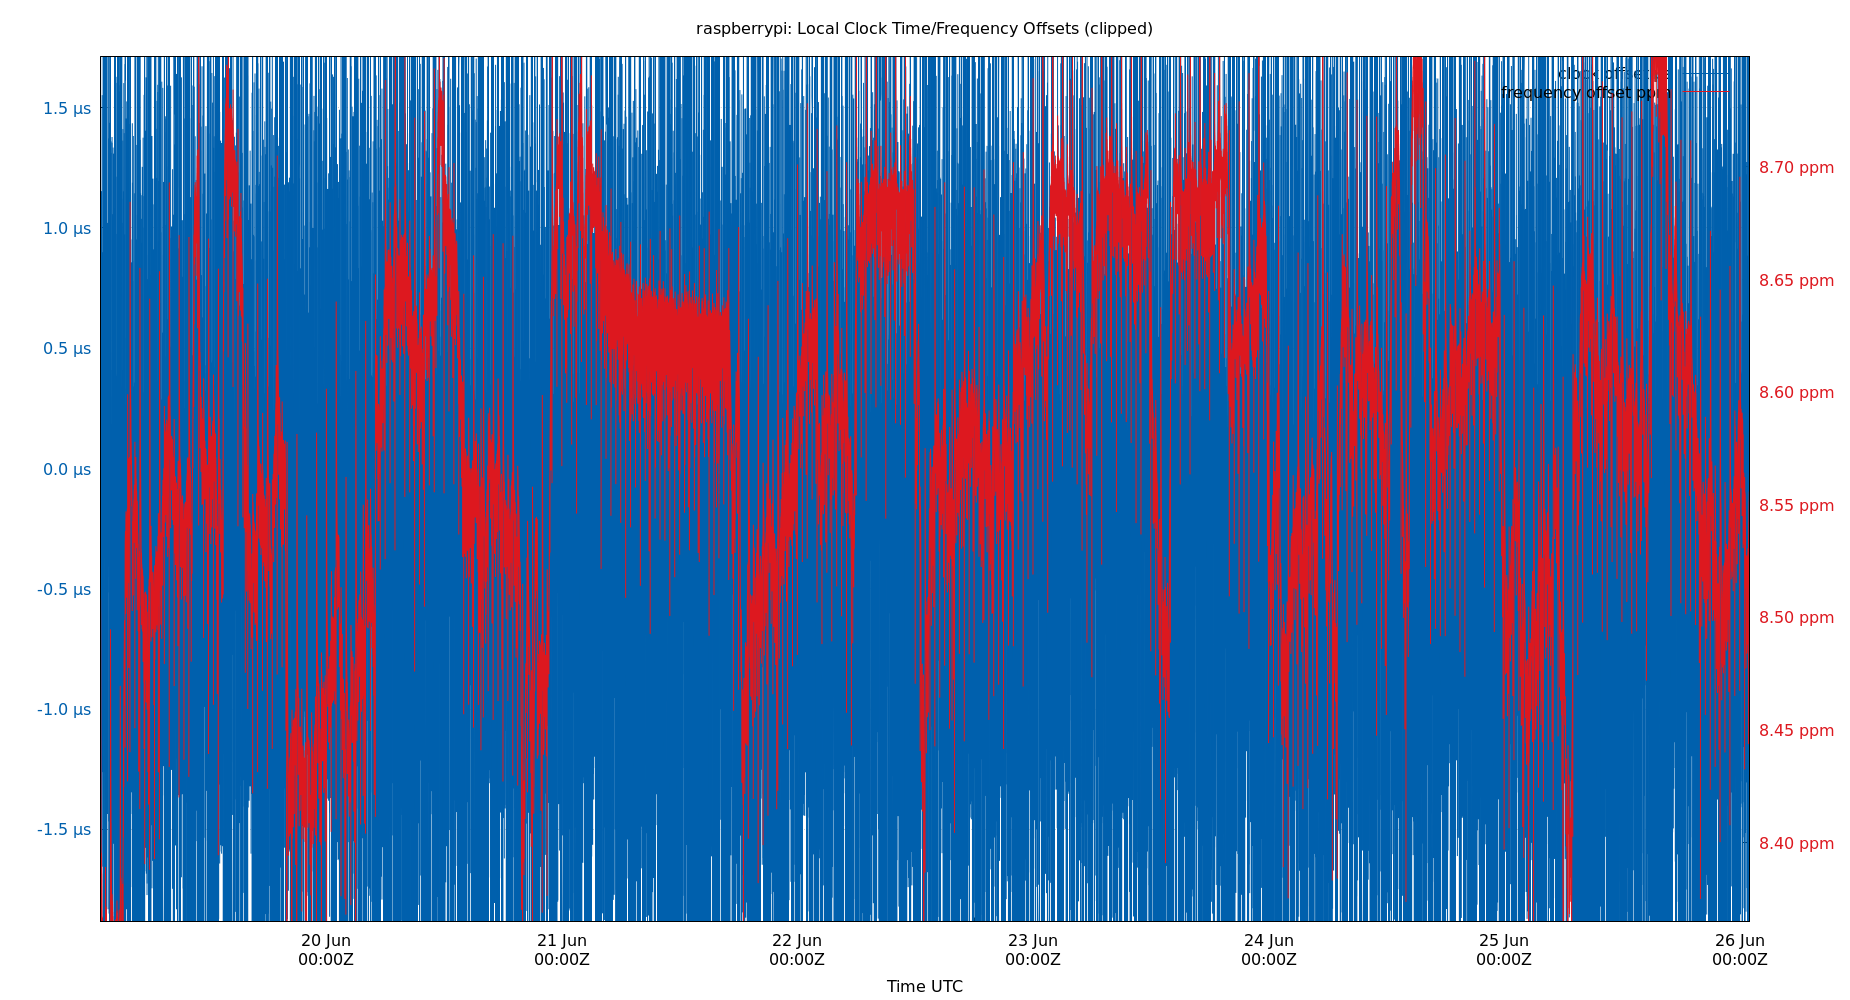 raspberrypi: Local Clock Time/Frequency Offsets (clipped)
clock offset
frequency offset ppm
1.5 µs
1.0 µs
0.5 µs
0.0 µs
-0.5 µs
-1.0 µs
-1.5 µs
8.70 ppm
8.65 ppm
8.60 ppm
8.55 ppm
8.50 ppm
8.45 ppm
8.40 ppm
20 Jun
00:00Z
21 Jun
00:00Z
22 Jun
00:00Z
23 Jun
00:00Z
24 Jun
00:00Z
25 Jun
00:00Z
26 Jun
00:00Z
Time UTC